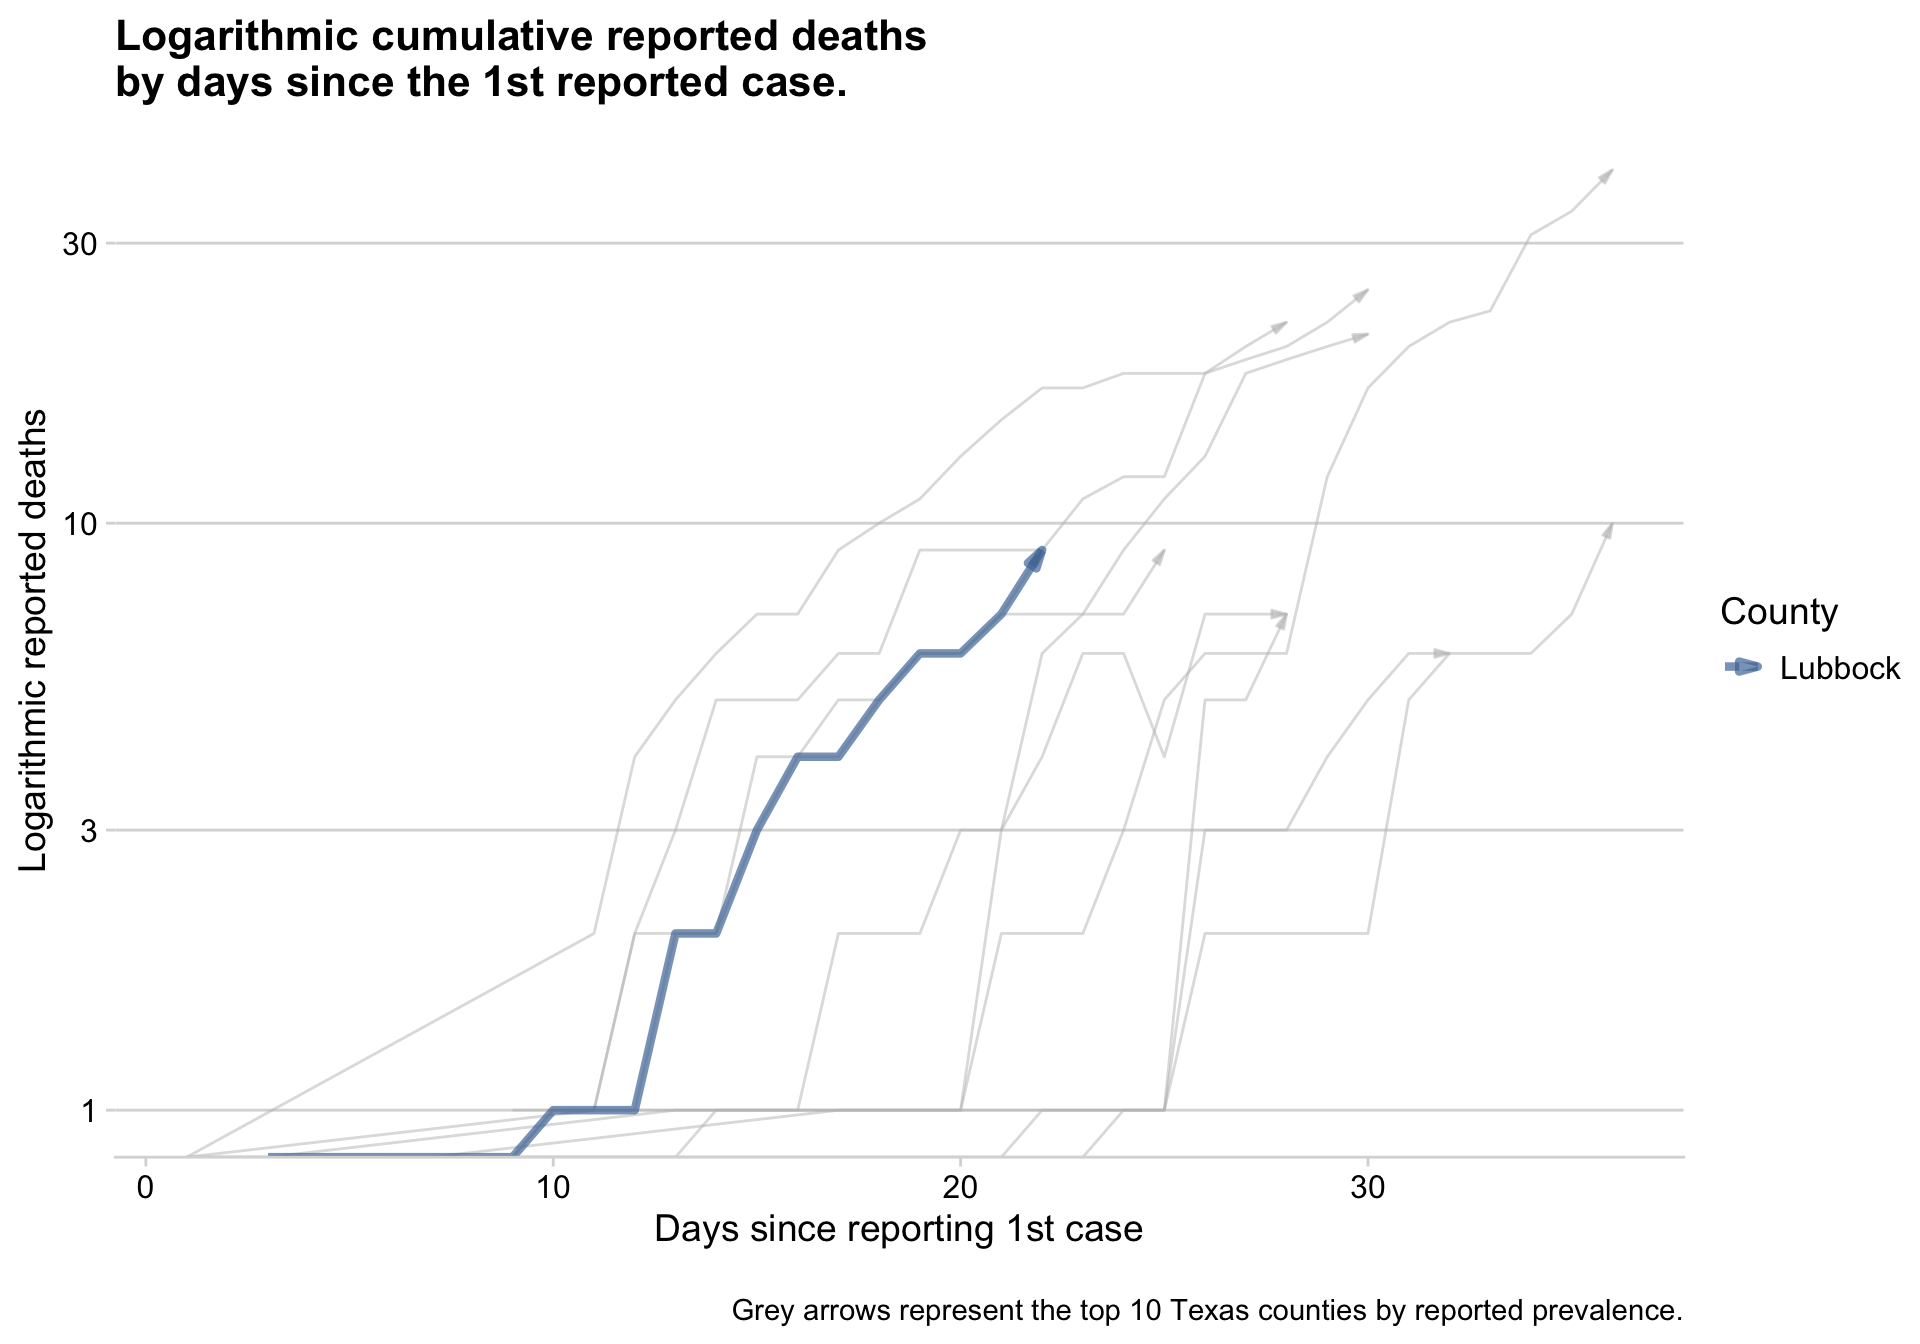 Logarithmic cumulative reported deaths
by days since the 1st reported case.
30
10
3
1
Logarithmic reported deaths
0
10
20
30
Days since reporting 1st case
County
Lubbock
Grey arrows represent the top 10 Texas counties by reported prevalence.